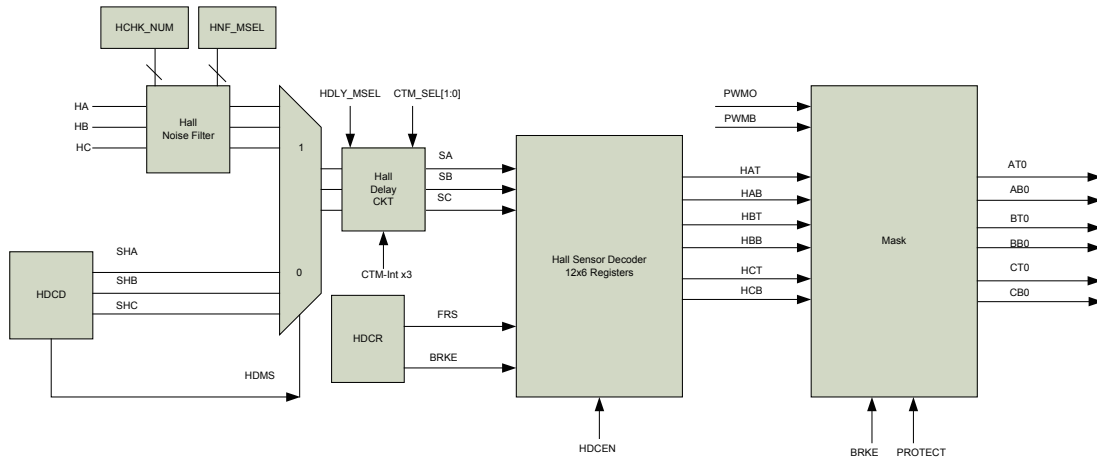 HCHK_NUM
HNF_MSEL
HA
HB
HC
Hall
Noise Filter
1
0
HDLY_MSEL
CTM_SEL[1:0]
Hall
Delay
CKT
CTM-Int x3
SA
SB
SC
HDCD
SHA
SHB
SHC
HDMS
HDCR
FRS
BRKE
Hall Sensor Decoder
12x6 Registers
HDCEN
PWMO
PWMB
HAT
HAB
HBT
HBB
HCT
HCB
Mask
BRKE
PROTECT
AT0
AB0
BT0
BB0
CT0
CB0